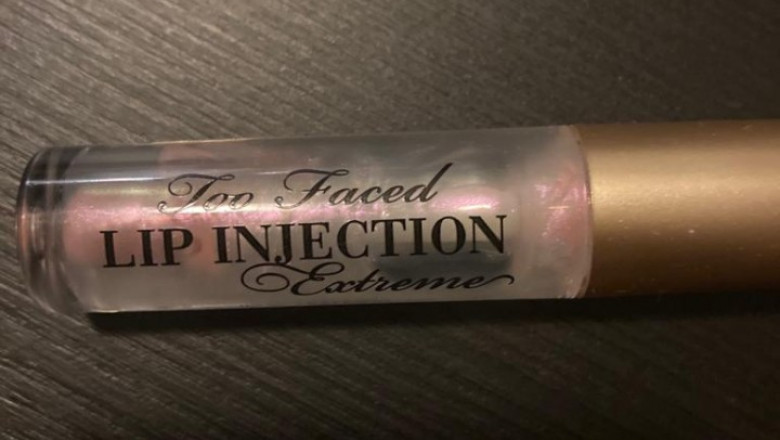 Too Faced
LIP INJECTION
Extreme